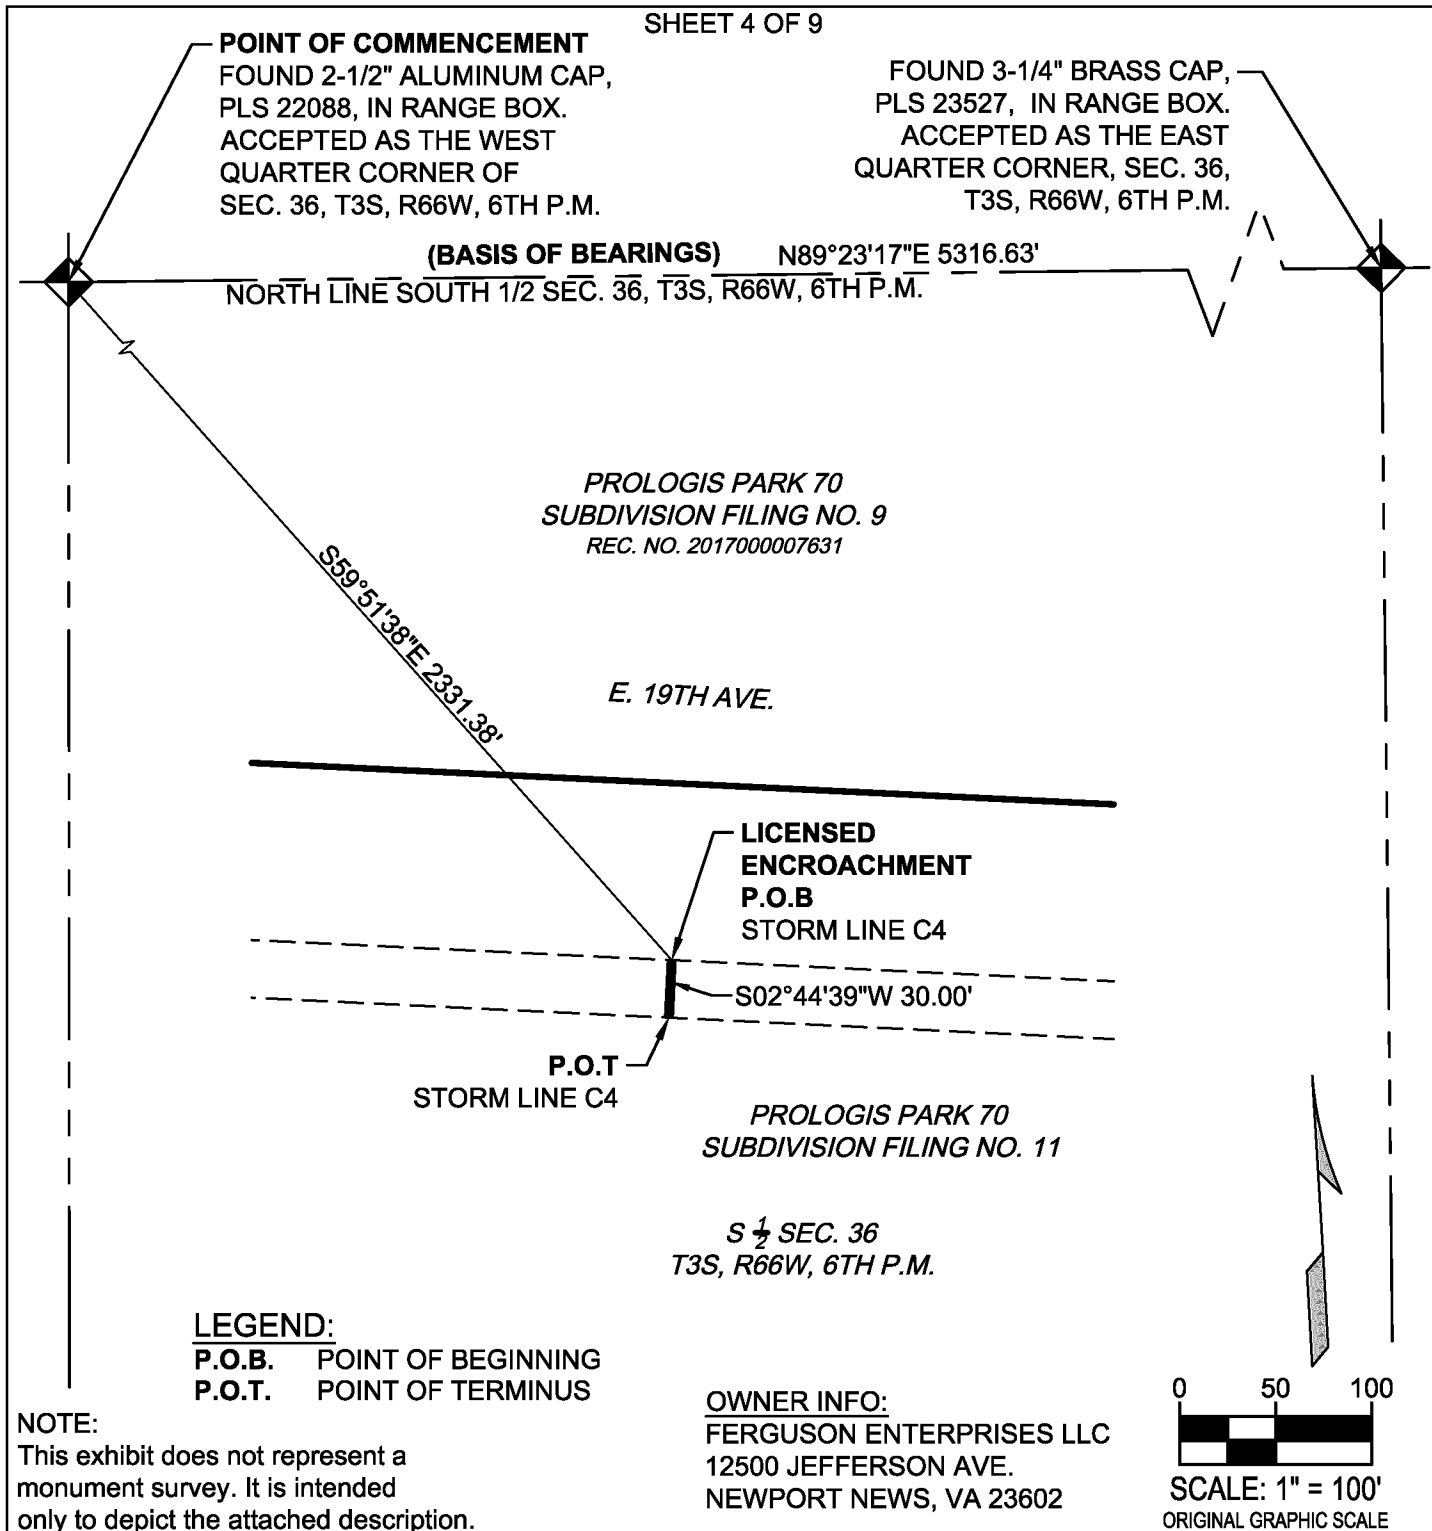 SHEET 4 OF 9
POINT OF COMMENCEMENT
FOUND 2-1/2" ALUMINUM CAP,
PLS 22088, IN RANGE BOX.
ACCEPTED AS THE WEST
QUARTER CORNER OF
SEC. 36, T3S, R66W, 6TH P.M.
FOUND 3-1/4" BRASS CAP,
PLS 23527, IN RANGE BOX.
ACCEPTED AS THE EAST
QUARTER CORNER, SEC. 36,
T3S, R66W, 6TH P.M.
(BASIS OF BEARINGS) N89°23'17"E 5316.63'
NORTH LINE SOUTH 1/2 SEC. 36, T3S, R66W, 6TH P.M.
PROLOGIS PARK 70
SUBDIVISION FILING NO. 9
REC. NO. 2017000007631
S59°51'38"E 2331.38'
E. 19TH AVE.
LICENSED
ENCROACHMENT
P.O.B
STORM LINE C4
S02°44'39"W 30.00'
P.O.T
STORM LINE C4
PROLOGIS PARK 70
SUBDIVISION FILING NO. 11
S 1/2 SEC. 36
T3S, R66W, 6TH P.M.
LEGEND:
P.O.B. POINT OF BEGINNING
P.O.T. POINT OF TERMINUS
NOTE:
This exhibit does not represent a
monument survey. It is intended
only to depict the attached description.
OWNER INFO:
FERGUSON ENTERPRISES LLC
12500 JEFFERSON AVE.
NEWPORT NEWS, VA 23602
0 50 100
SCALE: 1" = 100'
ORIGINAL GRAPHIC SCALE